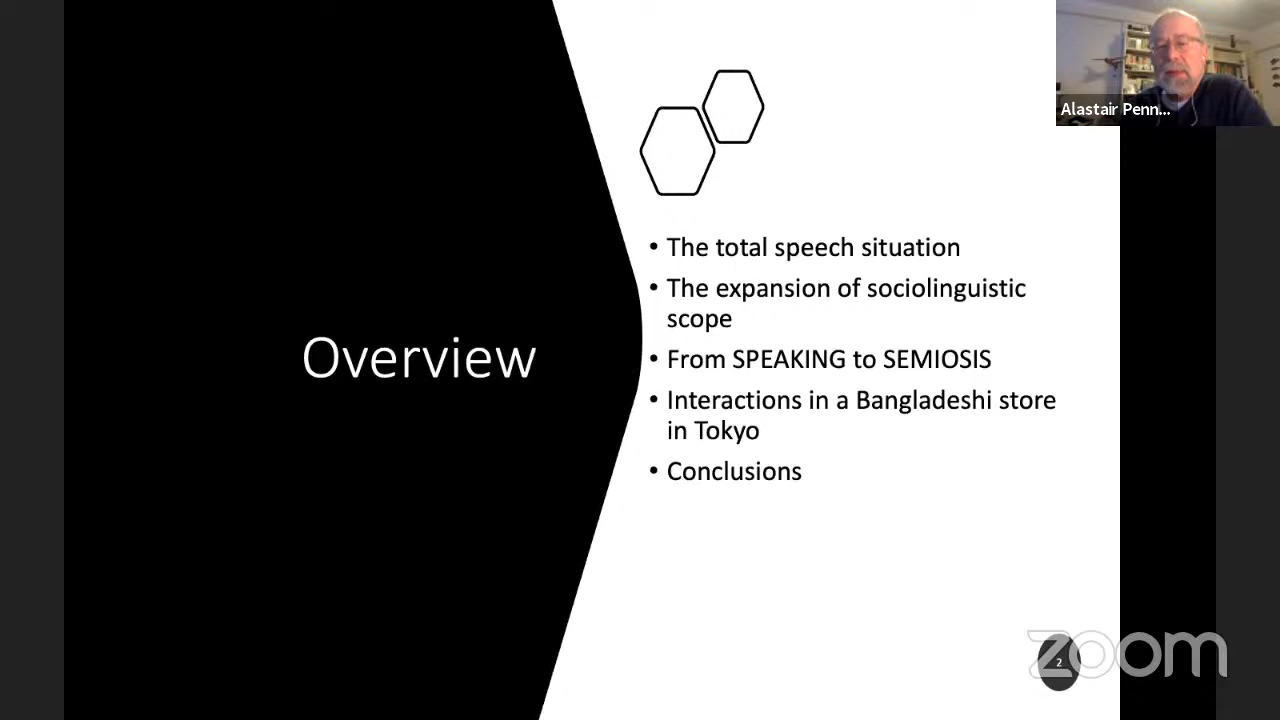 Alastair Penn...
Overview
• The total speech situation
• The expansion of sociolinguistic
scope
• From SPEAKING to SEMIOSIS
• Interactions in a Bangladeshi store
in Tokyo
• Conclusions
2
zoom